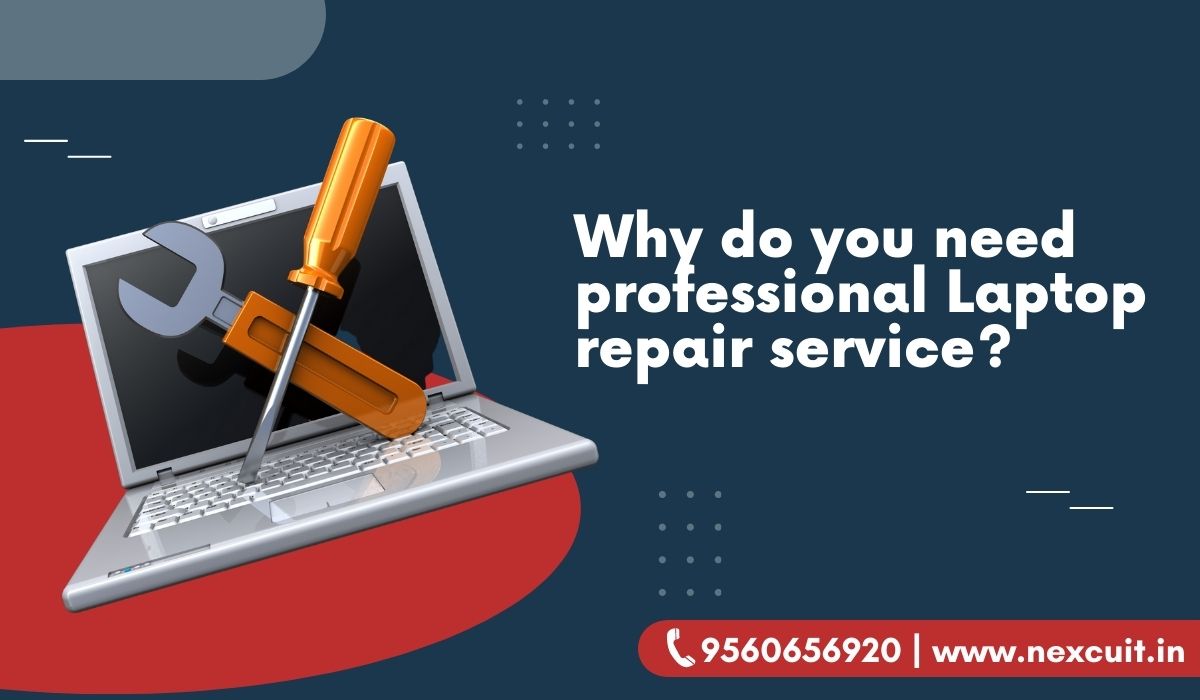 Why do you need
professional Laptop
repair service?
9560656920 | www.nexcuit.in